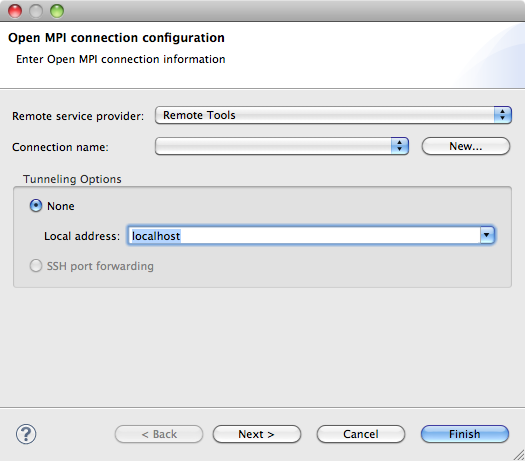 Open MPI connection configuration
Enter Open MPI connection information
Remote service provider: Remote Tools
Connection name: New...
Tunneling Options
None
Local address: localhost
SSH port forwarding
? < Back Next > Cancel Finish